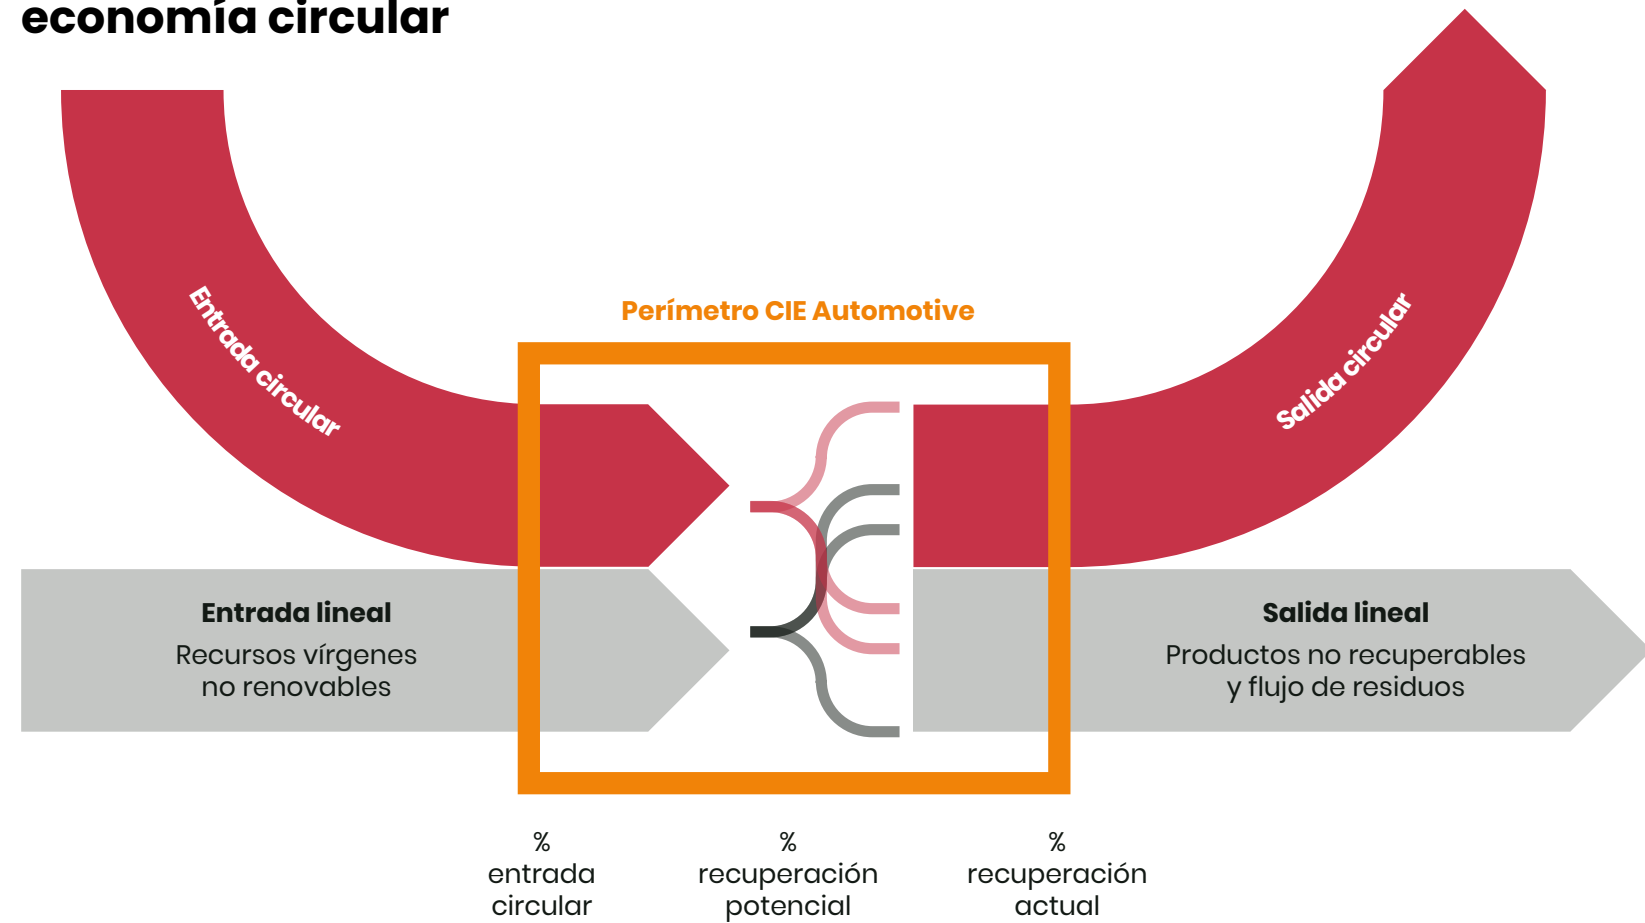 economía circular
Entrada circular
Perímetro CIE Automotive
Salida circular
Entrada lineal
Recursos vírgenes
no renovables
Salida lineal
Productos no recuperables
y flujo de residuos
%
entrada
circular
%
recuperación
potencial
%
recuperación
actual